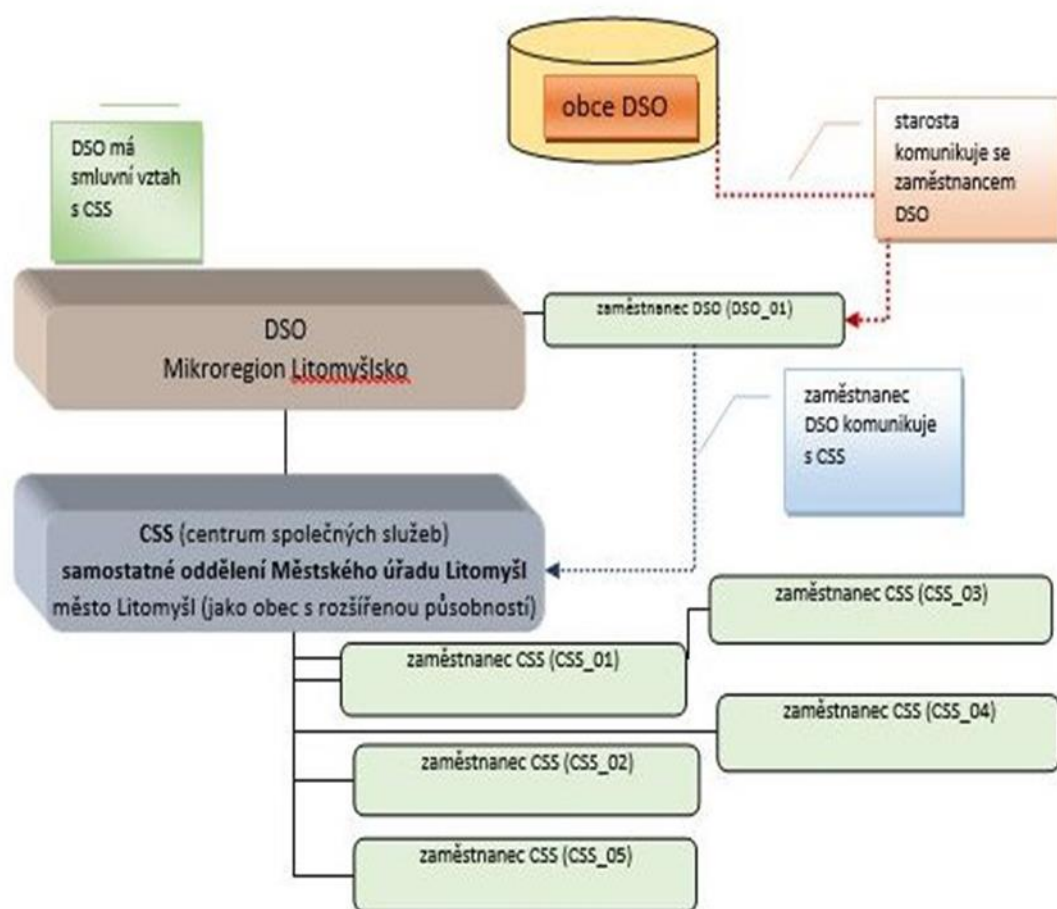 obce DSO
DSO má
smluvní vztah
s CSS
starosta
komunikuje se
zaměstnancem
DSO
zaměstnanec DSO (DSO_01)
DSO
Mikroregion Litomyšlsko
zaměstnanec
DSO komunikuje
s CSS
CSS (centrum společných služeb)
samostatné oddělení Městského úřadu Litomyšl
město Litomyšl (jako obec s rozšířenou působností)
zaměstnanec CSS (CSS_03)
zaměstnanec CSS (CSS_01)
zaměstnanec CSS (CSS_04)
zaměstnanec CSS (CSS_02)
zaměstnanec CSS (CSS_05)